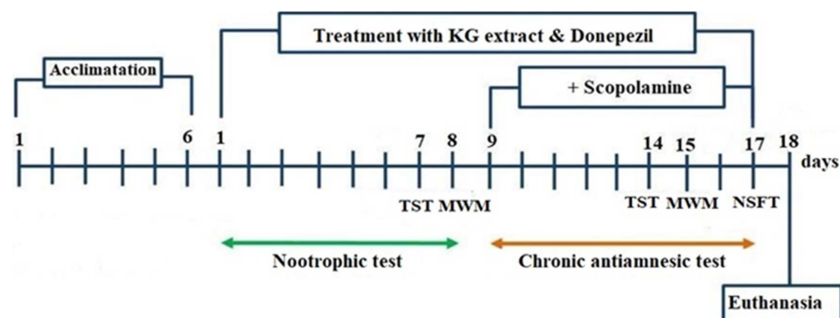 Treatment with KG extract & Donepezil
Acclimatation
+ Scopolamine
1 6 1 7 8 9 14 15 17 18
days
TST MWM TST MWM NSFT
Nootrophic test Chronic antiamnesic test
Euthanasia